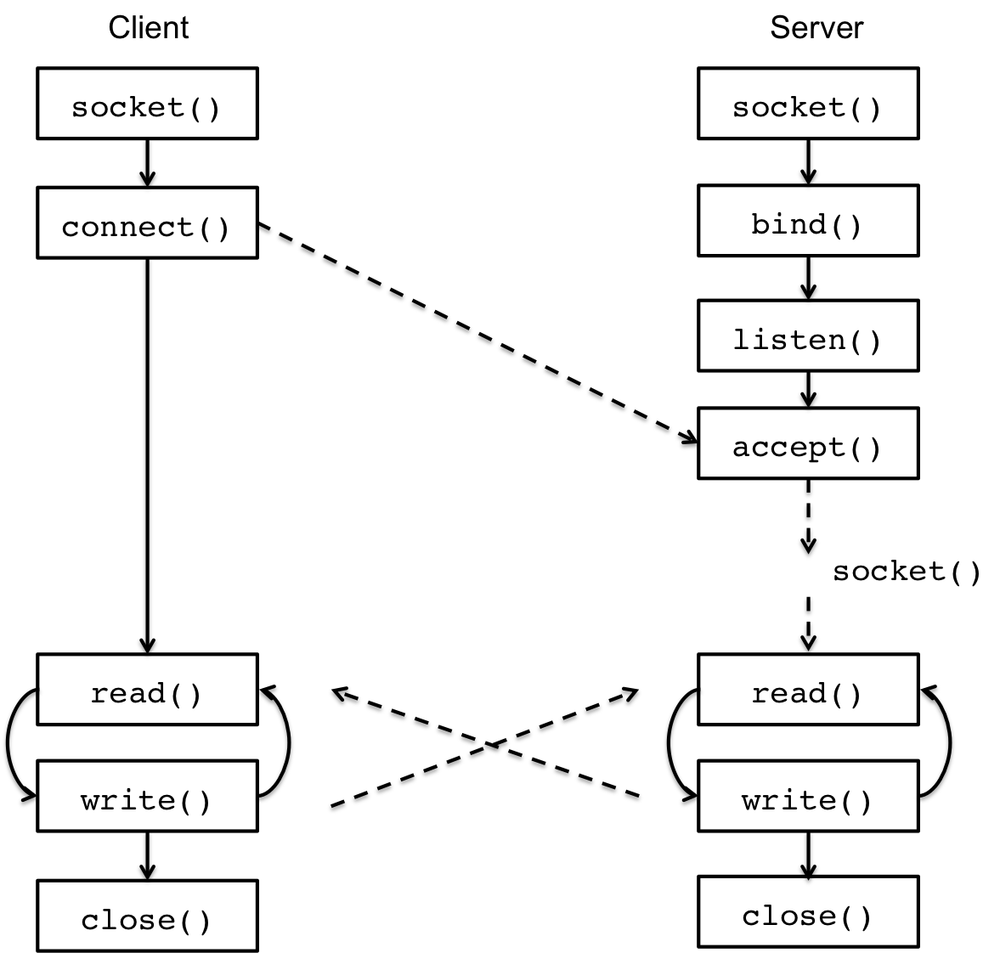 Client
socket()
connect()
read()
write()
close()
Server
socket()
bind()
listen()
accept()
socket()
read()
write()
close()